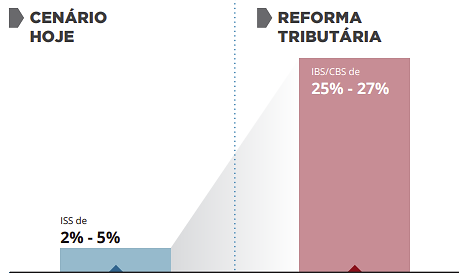 CENÁRIO
HOJE
REFORMA
TRIBUTÁRIA
IBS/CBS de
25% - 27%
ISS de
2% - 5%